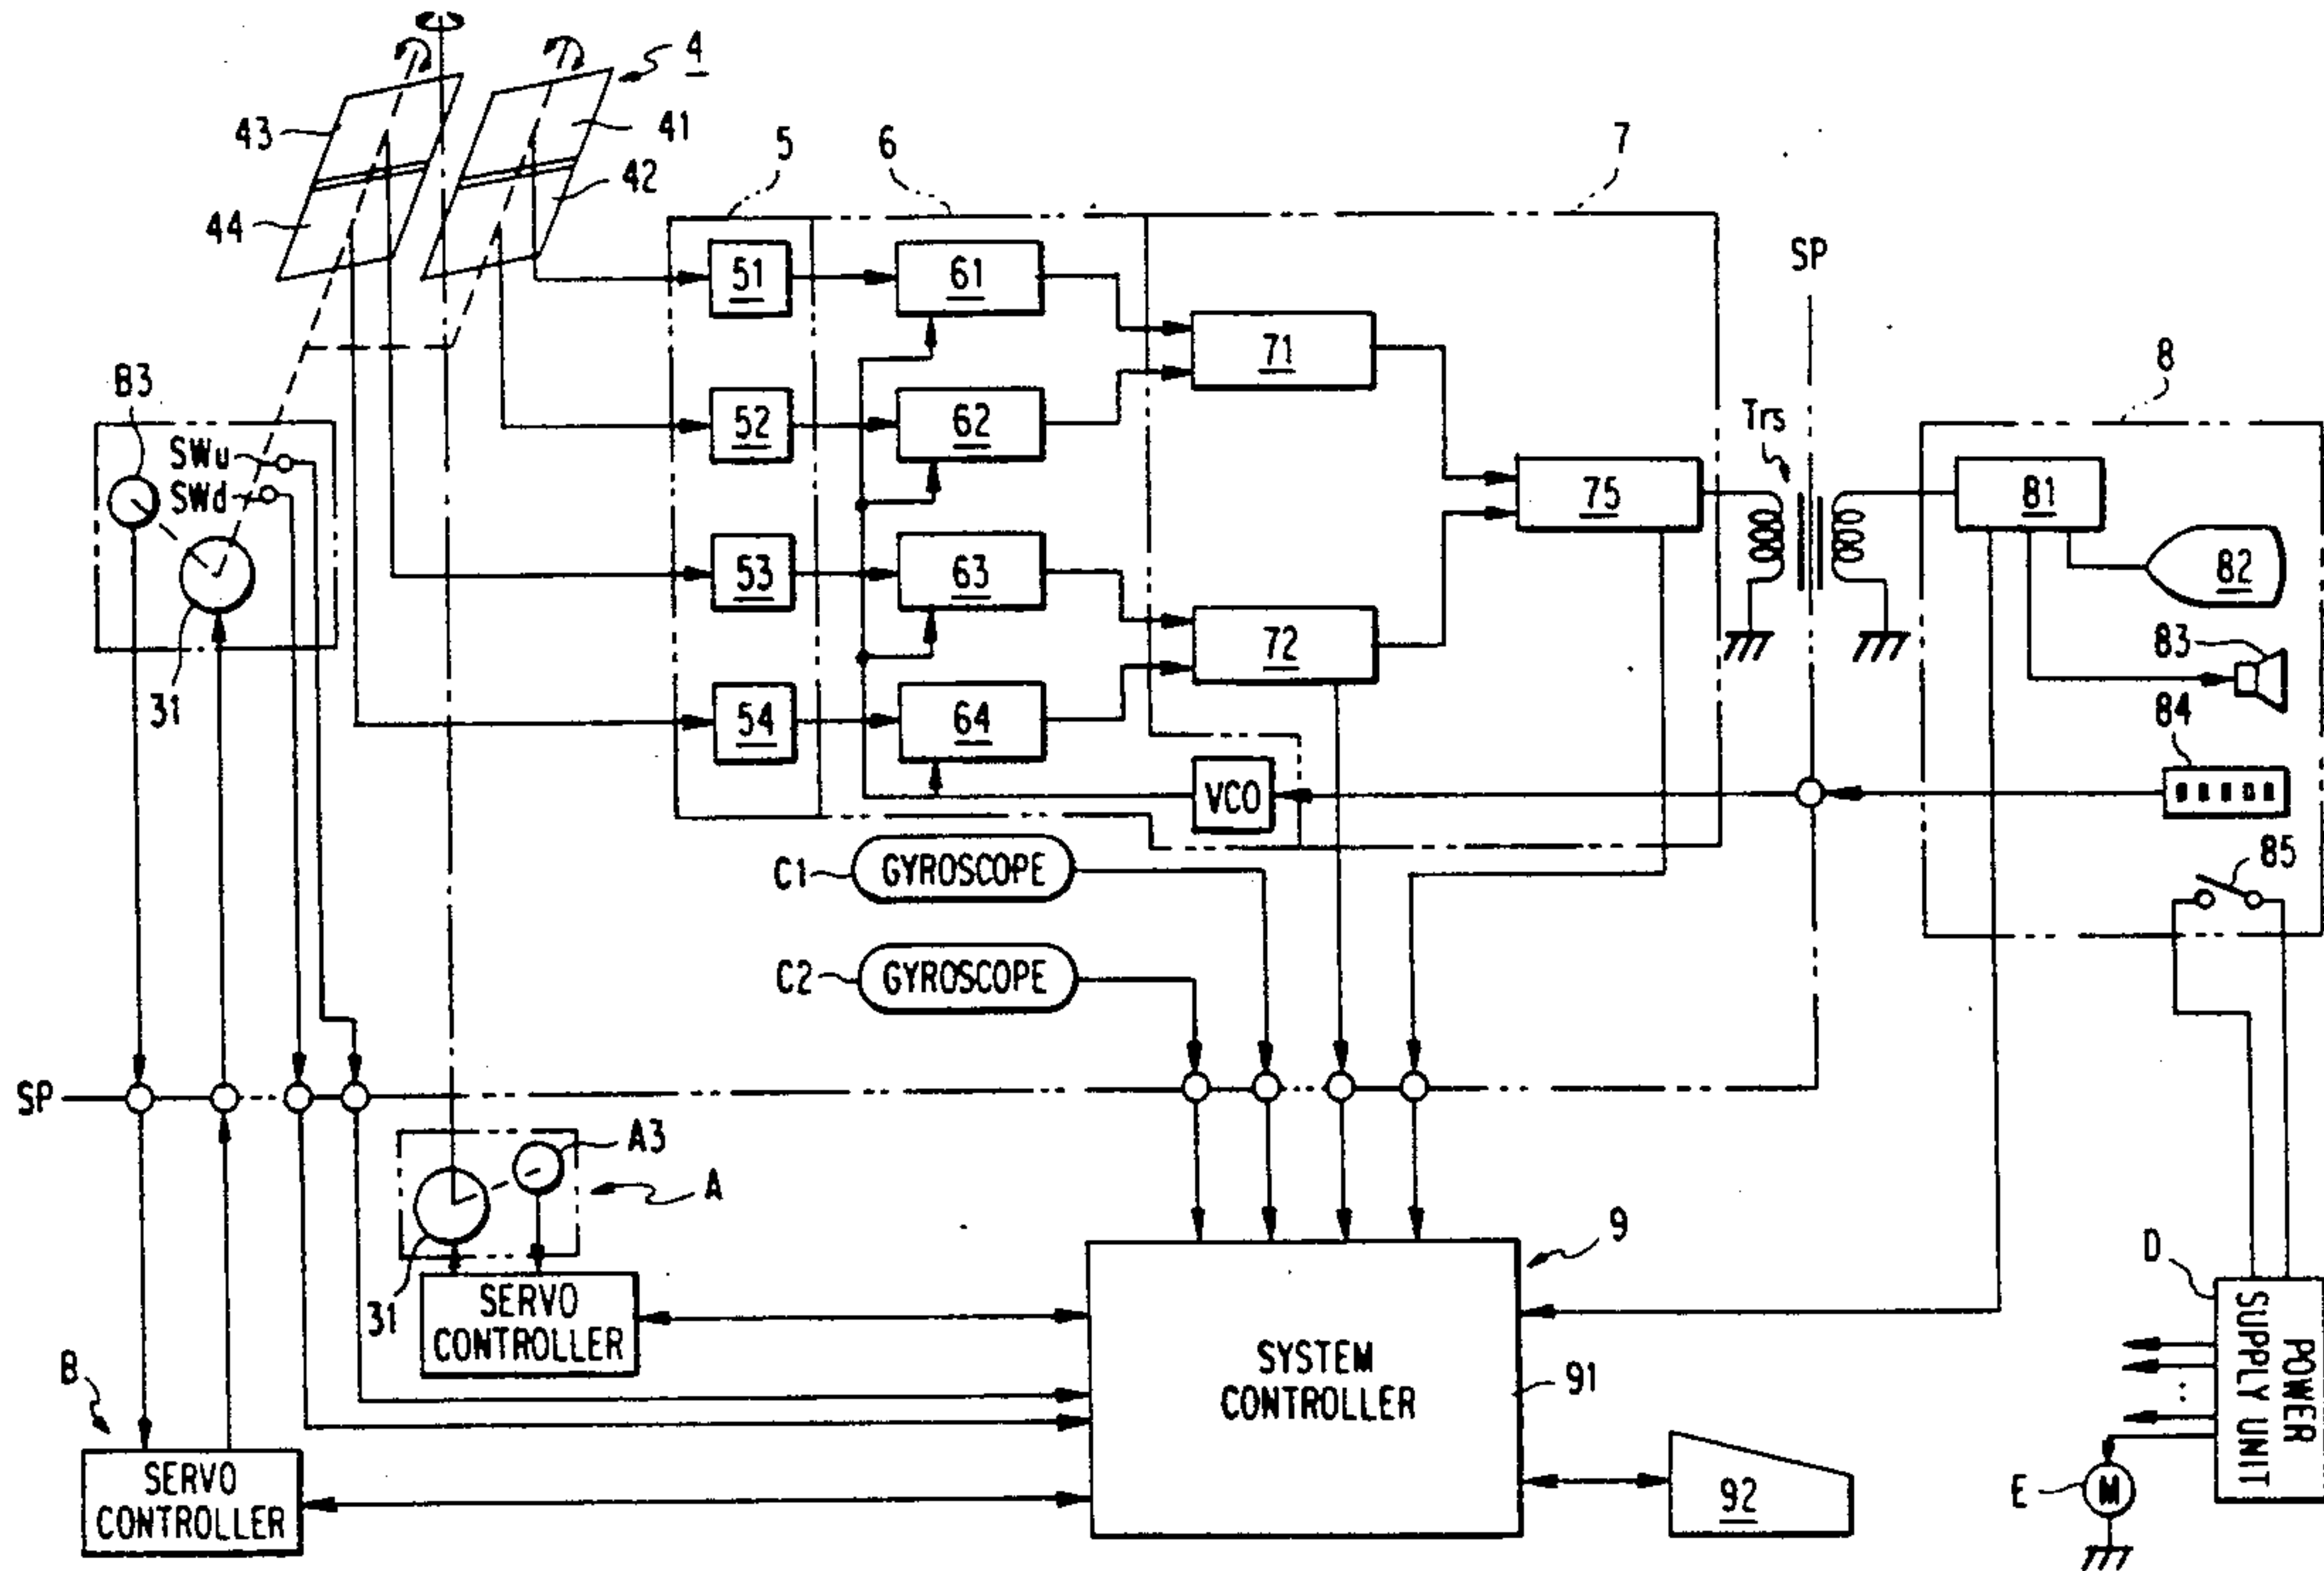 4
43
41
42
44
5
6
7
51
61
SP
71
8
B3
Trs
SWu
52
62
SWd
75
81
82
53
63
31
72
83
54
64
84
VCO
85
C1
GYROSCOPE
C2
GYROSCOPE
SP
A3
A
9
D
31
SERVO
CONTROLLER
SYSTEM
CONTROLLER
91
POWER
SUPPLY UNIT
B
SERVO
CONTROLLER
92
E
M